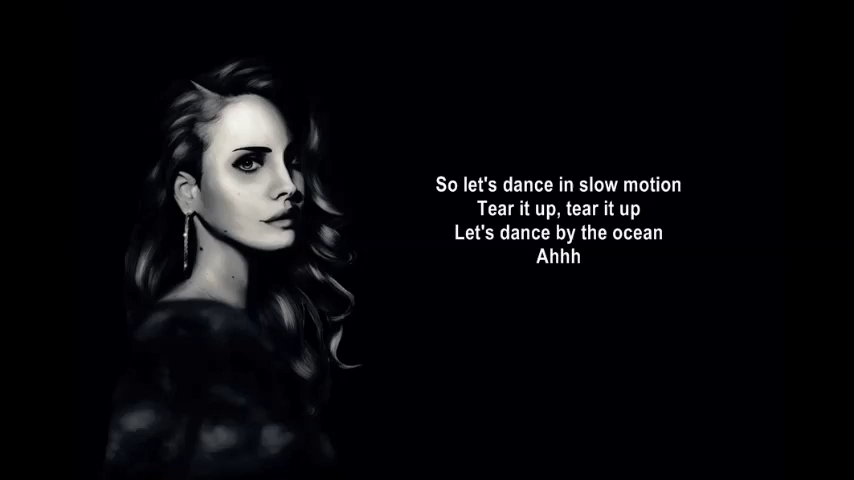 So let's dance in slow motion
Tear it up, tear it up
Let's dance by the ocean
Ahhh